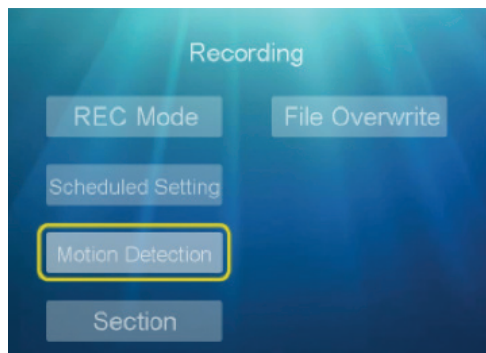 Recording
REC Mode
File Overwrite
Scheduled Setting
Motion Detection
Section